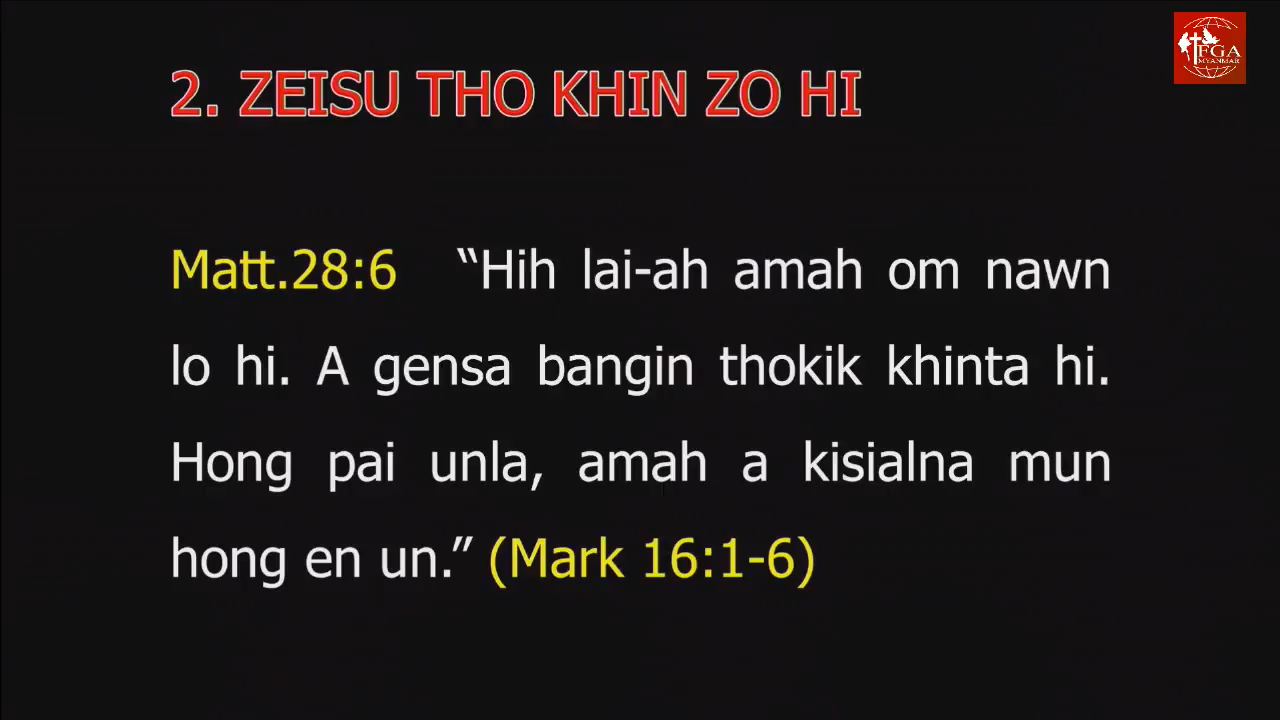 FGA
MYANMAR
2. ZEISU THO KHIN ZO HI
Matt.28:6 “Hih lai-ah amah om nawn
lo hi. A gensa bangin thokik khinta hi.
Hong pai unla, amah a kisialna mun
hong en un.” (Mark 16:1-6)